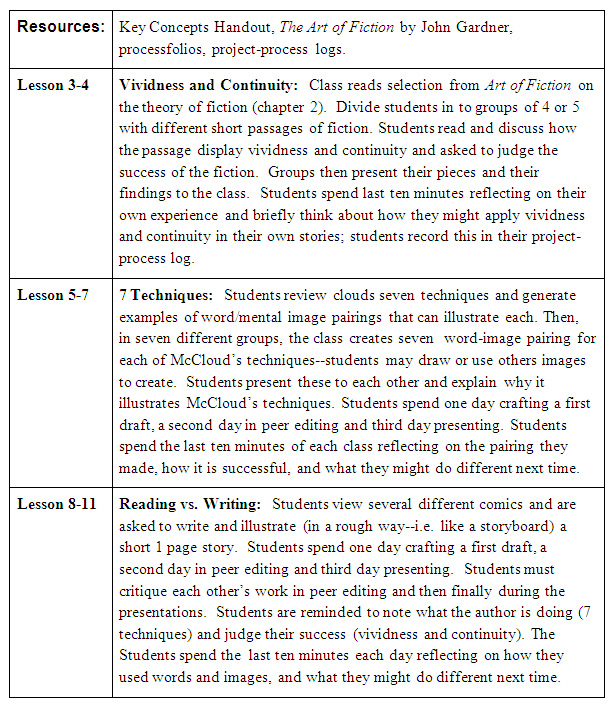 Resources: Key Concepts Handout, The Art of Fiction by John Gardner,
processfolios, project-process logs.
Lesson 3-4 Vividness and Continuity: Class reads selection from Art of Fiction on
the theory of fiction (chapter 2). Divide students in to groups of 4 or 5
with different short passages of fiction. Students read and discuss how
the passage display vividness and continuity and asked to judge the
success of the fiction. Groups then present their pieces and their
findings to the class. Students spend last ten minutes reflecting on their
own experience and briefly think about how they might apply vividness
and continuity in their own stories; students record this in their project-
process log.
Lesson 5-7 7 Techniques: Students review clouds seven techniques and generate
examples of word/mental image pairings that can illustrate each. Then,
in seven different groups, the class creates seven word-image pairing for
each of McCloud's techniques--students may draw or use others images
to create. Students present these to each other and explain why it
illustrates McCloud's techniques. Students spend one day crafting a first
draft, a second day in peer editing and third day presenting. Students
spend the last ten minutes of each class reflecting on the pairing they
made, how it is successful, and what they might do different next time.
Lesson 8-11 Reading vs. Writing: Students view several different comics and are
asked to write and illustrate (in a rough way--i.e. like a storyboard) a
short 1 page story. Students spend one day crafting a first draft, a
second day in peer editing and third day presenting. Students must
critique each other's work in peer editing and then finally during the
presentations. Students are reminded to note what the author is doing (7
techniques) and judge their success (vividness and continuity). The
Students spend the last ten minutes each day reflecting on how they
used words and images, and what they might do different next time.